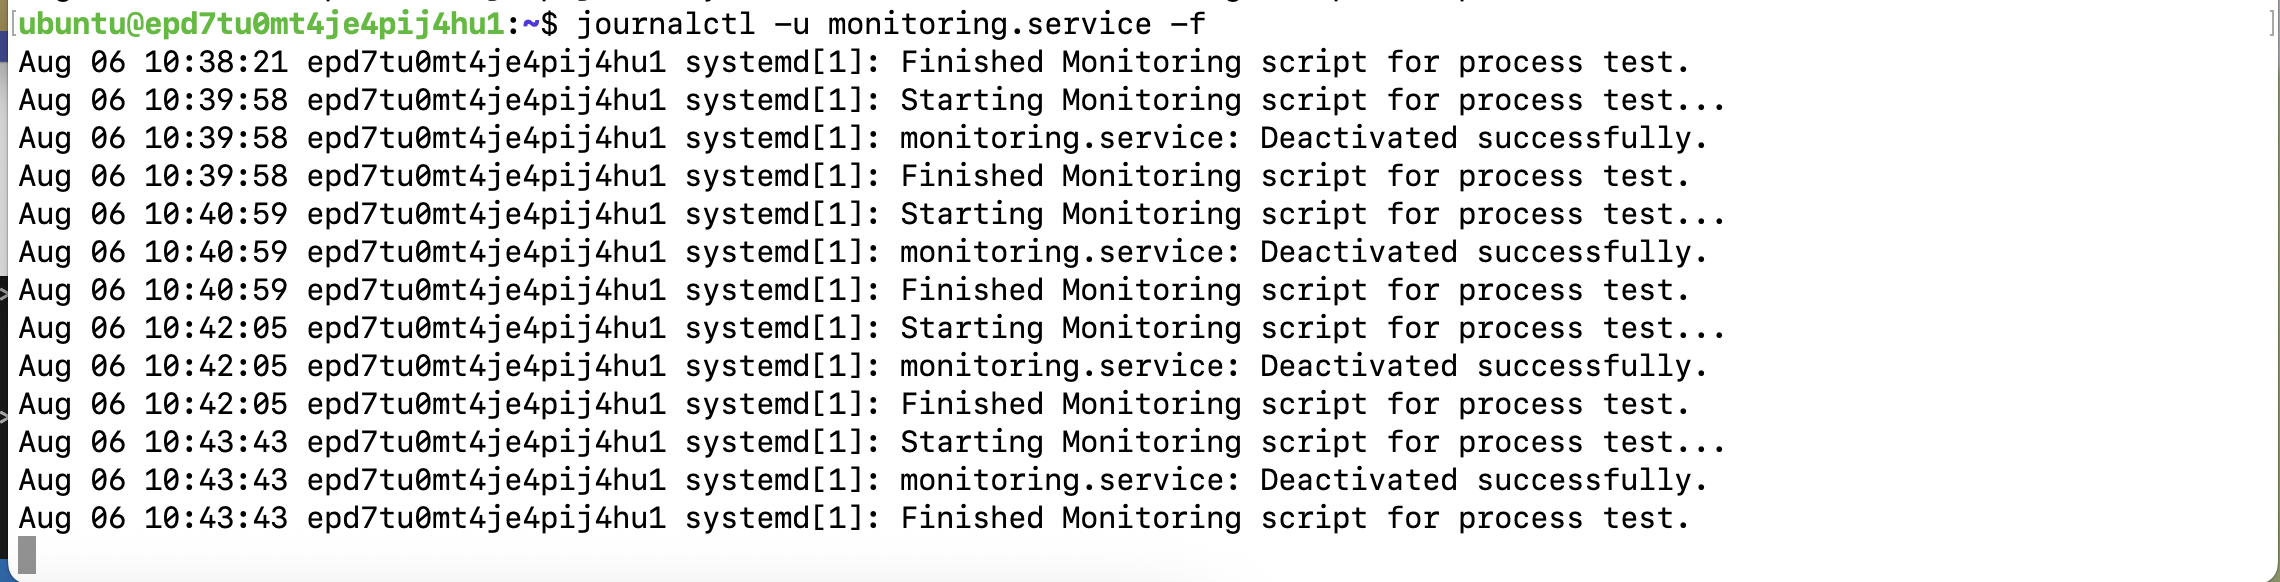 [ubuntu@epd7tu0mt4je4pij4hu1:~$ journalctl -u monitoring.service -f ]
Aug 06 10:38:21 epd7tu0mt4je4pij4hu1 systemd[1]: Finished Monitoring script for process test.
Aug 06 10:39:58 epd7tu0mt4je4pij4hu1 systemd[1]: Starting Monitoring script for process test...
Aug 06 10:39:58 epd7tu0mt4je4pij4hu1 systemd[1]: monitoring.service: Deactivated successfully.
Aug 06 10:39:58 epd7tu0mt4je4pij4hu1 systemd[1]: Finished Monitoring script for process test.
Aug 06 10:40:59 epd7tu0mt4je4pij4hu1 systemd[1]: Starting Monitoring script for process test...
Aug 06 10:40:59 epd7tu0mt4je4pij4hu1 systemd[1]: monitoring.service: Deactivated successfully.
Aug 06 10:40:59 epd7tu0mt4je4pij4hu1 systemd[1]: Finished Monitoring script for process test.
Aug 06 10:42:05 epd7tu0mt4je4pij4hu1 systemd[1]: Starting Monitoring script for process test...
Aug 06 10:42:05 epd7tu0mt4je4pij4hu1 systemd[1]: monitoring.service: Deactivated successfully.
Aug 06 10:42:05 epd7tu0mt4je4pij4hu1 systemd[1]: Finished Monitoring script for process test.
Aug 06 10:43:43 epd7tu0mt4je4pij4hu1 systemd[1]: Starting Monitoring script for process test...
Aug 06 10:43:43 epd7tu0mt4je4pij4hu1 systemd[1]: monitoring.service: Deactivated successfully.
Aug 06 10:43:43 epd7tu0mt4je4pij4hu1 systemd[1]: Finished Monitoring script for process test.